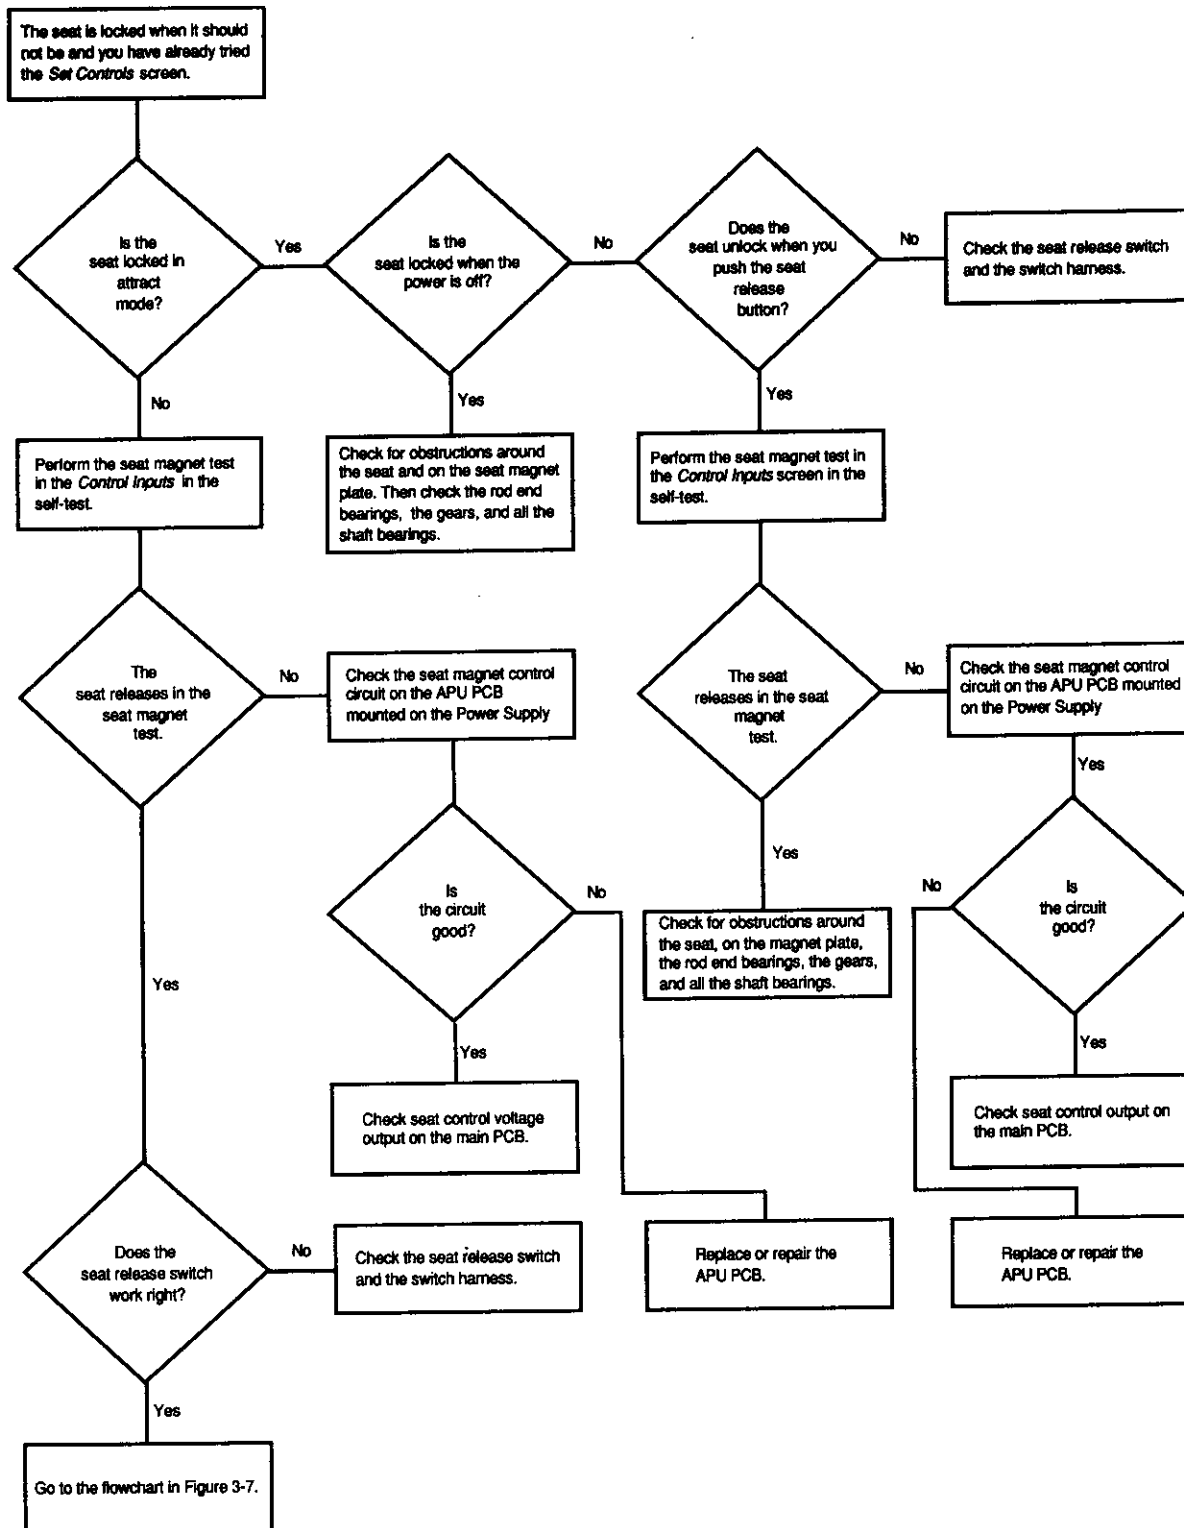 The seat is locked when it should
not be and you have already tried
the Set Controls screen.
Is the
seat locked in
attract
mode?
Yes
Is the
seat locked when the
power is off?
No
Does the
seat unlock when you
push the seat
release
button?
No
Check the seat release switch
and the switch harness.
No
Yes
Yes
Perform the seat magnet test
in the Control Inputs in the
self-test.
Check for obstructions around
the seat and on the seat magnet
plate. Then check the rod end
bearings, the gears, and all the
shaft bearings.
Perform the seat magnet test in
the Control Inputs screen in the
self-test.
The
seat releases in the
seat magnet
test.
No
Check the seat magnet control
circuit on the APU PCB
mounted on the Power Supply
The seat
releases in the seat
magnet
test.
No
Check the seat magnet control
circuit on the APU PCB mounted
on the Power Supply
Yes
Yes
Is
the circuit
good?
No
Yes
Check for obstructions around
the seat, on the magnet plate,
the rod end bearings, the gears,
and all the shaft bearings.
No
Is
the circuit
good?
Yes
Check seat control voltage
output on the main PCB.
Yes
Check seat control output on
the main PCB.
Does the
seat release switch
work right?
No
Check the seat release switch
and the switch harness.
Replace or repair the
APU PCB.
Replace or repair the
APU PCB.
Yes
Go to the flowchart in Figure 3-7.